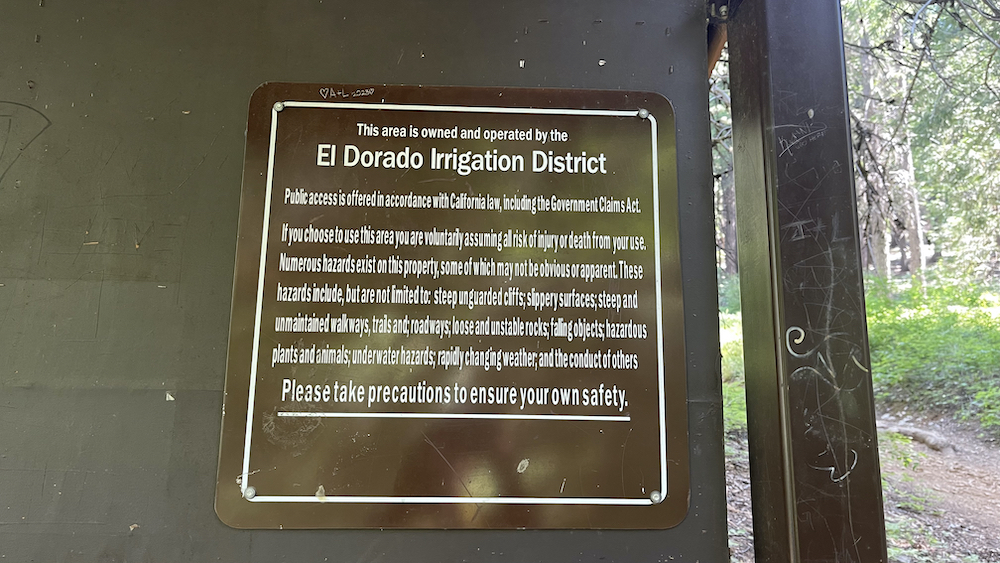 ♡A+L 2023♡
This area is owned and operated by the
El Dorado Irrigation District
Public access is offered in accordance with California law, including the Government Claims Act.
If you choose to use this area you are voluntarily assuming all risk of injury or death from your use.
Numerous hazards exist on this property, some of which may not be obvious or apparent. These
hazards include, but are not limited to: steep unguarded cliffs; slippery surfaces; steep and
unmaintained walkways, trails and; roadways; loose and unstable rocks; falling objects; hazardous
plants and animals; underwater hazards; rapidly changing weather; and the conduct of others
Please take precautions to ensure your own safety.